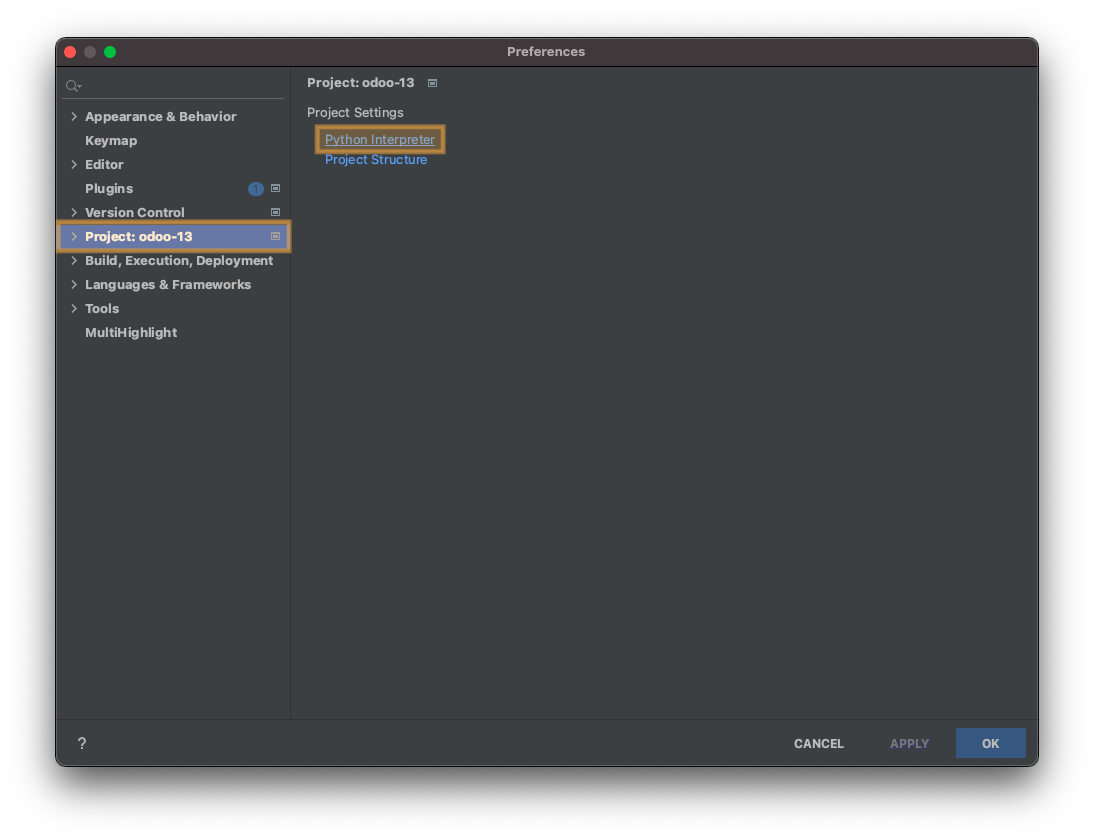 Preferences
Appearance & Behavior
Keymap
Editor
Plugins 1
Version Control
Project: odoo-13
Build, Execution, Deployment
Languages & Frameworks
Tools
MultiHighlight
Project: odoo-13
Project Settings
Python Interpreter
Project Structure
?
CANCEL APPLY OK